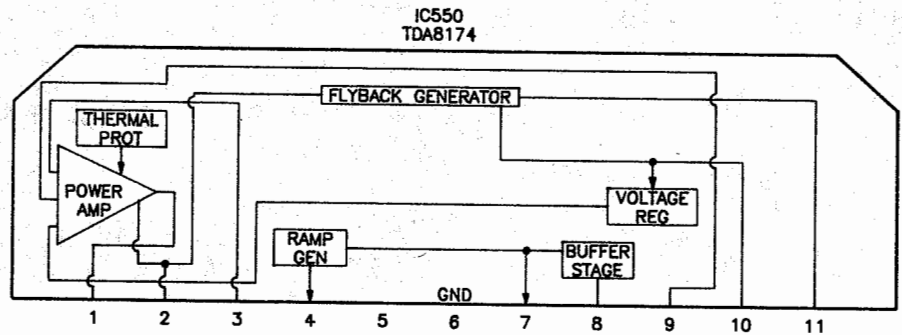 IC550
TDA8174
FLYBACK GENERATOR
THERMAL
PROT
POWER
AMP
VOLTAGE
REG
RAMP
GEN
BUFFER
STAGE
GND
1 2 3 4 5 6 7 8 9 10 11